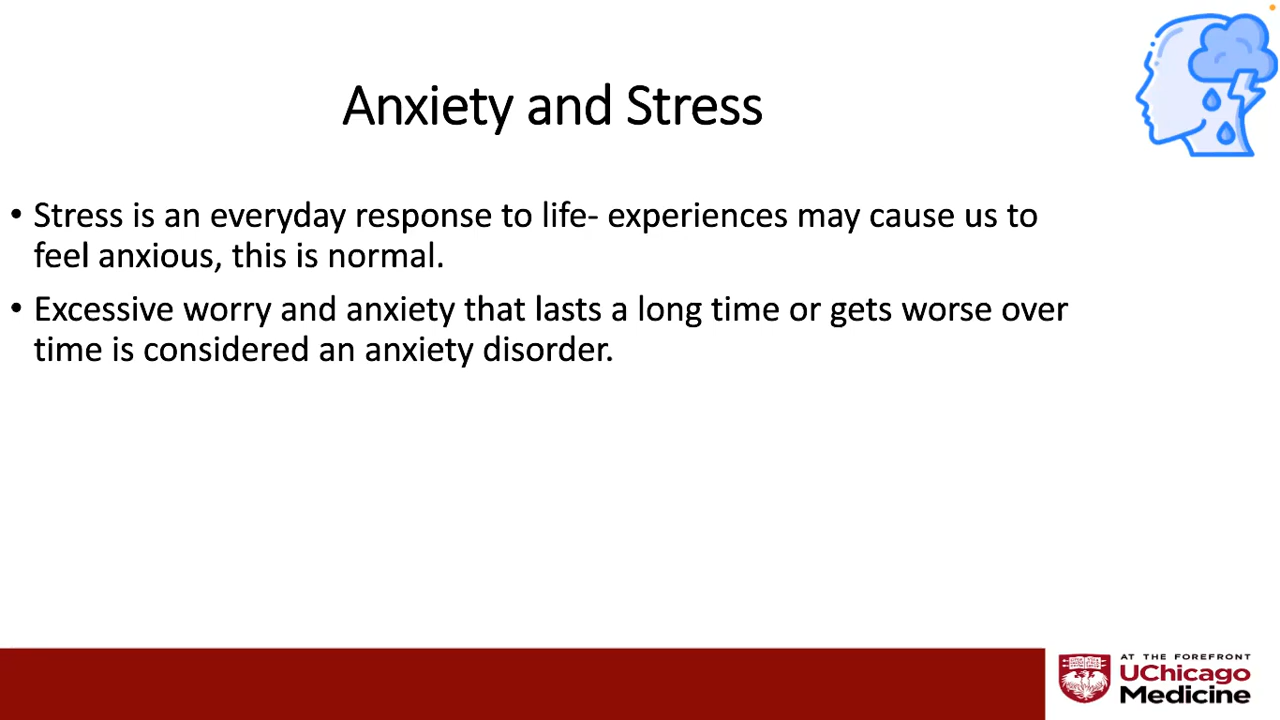 Anxiety and Stress
• Stress is an everyday response to life- experiences may cause us to
feel anxious, this is normal.
• Excessive worry and anxiety that lasts a long time or gets worse over
time is considered an anxiety disorder.
AT THE FOREFRONT
UChicago
Medicine